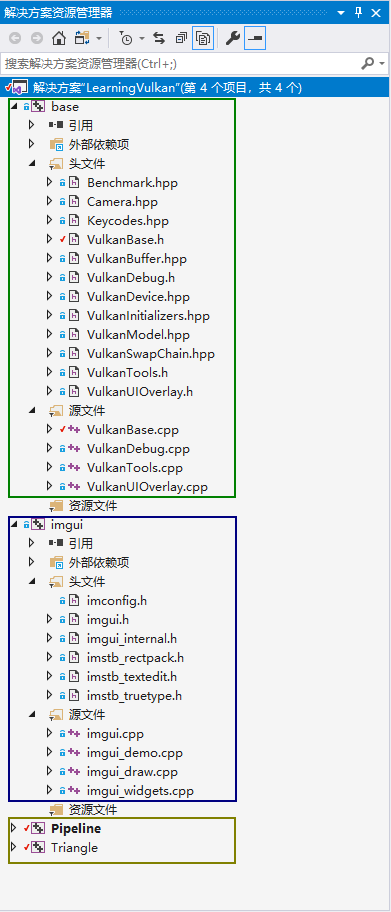 解决方案资源管理器
搜索解决方案资源管理器(Ctrl+;)
解决方案"LearningVulkan"(第 4 个项目，共 4 个)
base
引用
外部依赖项
头文件
Benchmark.hpp
Camera.hpp
Keycodes.hpp
VulkanBase.h
VulkanBuffer.hpp
VulkanDebug.h
VulkanDevice.hpp
VulkanInitializers.hpp
VulkanModel.hpp
VulkanSwapChain.hpp
VulkanTools.h
VulkanUIOverlay.h
源文件
VulkanBase.cpp
VulkanDebug.cpp
VulkanTools.cpp
VulkanUIOverlay.cpp
资源文件
imgui
引用
外部依赖项
头文件
imconfig.h
imgui.h
imgui_internal.h
imstb_rectpack.h
imstb_textedit.h
imstb_truetype.h
源文件
imgui.cpp
imgui_demo.cpp
imgui_draw.cpp
imgui_widgets.cpp
资源文件
Pipeline
Triangle